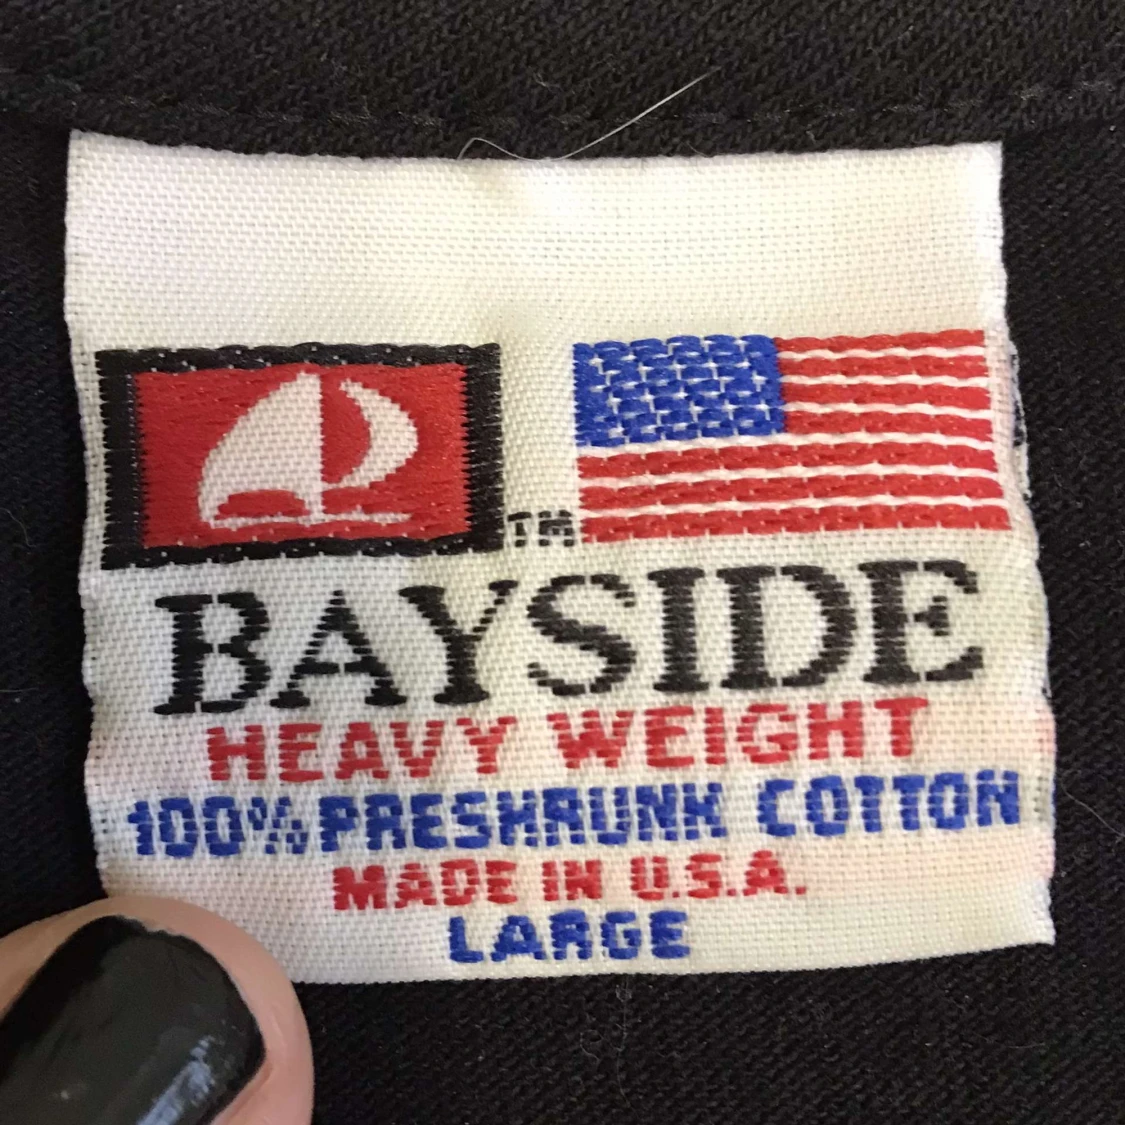 TM
BAYSIDE
HEAVY WEIGHT
100% PRESHRUNK COTTON
MADE IN U.S.A.
LARGE